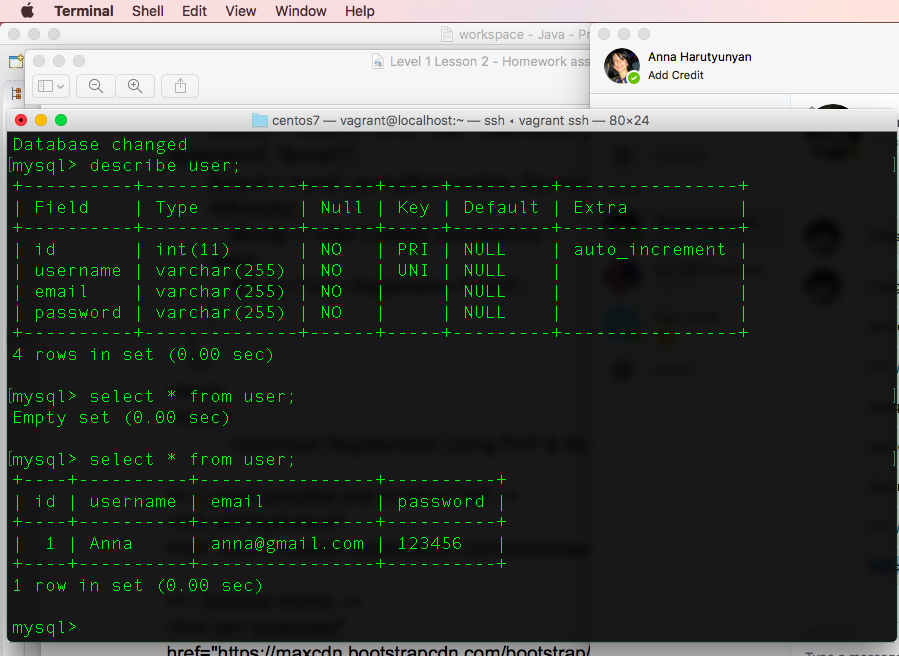 Terminal Shell Edit View Window Help
workspace - Java - Pr
Level 1 Lesson 2 - Homework ass
Anna Harutyunyan
Add Credit
centos7 — vagrant@localhost:~ — ssh ‹ vagrant ssh — 80×24
Database changed
[mysql> describe user; ]
+----------+--------------+------+-----+---------+----------------+
| Field | Type | Null | Key | Default | Extra |
+----------+--------------+------+-----+---------+----------------+
| id | int(11) | NO | PRI | NULL | auto_increment |
| username | varchar(255) | NO | UNI | NULL | |
| email | varchar(255) | NO | | NULL | |
| password | varchar(255) | NO | | NULL | |
+----------+--------------+------+-----+---------+----------------+
4 rows in set (0.00 sec)
[mysql> select * from user; ]
Empty set (0.00 sec)
[mysql> select * from user; ]
+----+----------+----------------+----------+
| id | username | email | password |
+----+----------+----------------+----------+
| 1 | Anna | anna@gmail.com | 123456 |
+----+----------+----------------+----------+
1 row in set (0.00 sec)
mysql>
href="https://maxcdn.bootstrapcdn.com/bootstrap/